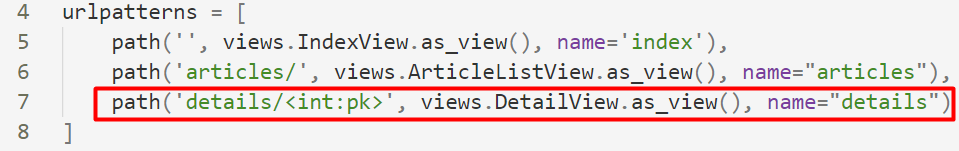 4 urlpatterns = [
5 path('', views.IndexView.as_view(), name='index'),
6 path('articles/', views.ArticleListView.as_view(), name="articles"),
7 path('details/<int:pk>', views.DetailView.as_view(), name="details")
8 ]